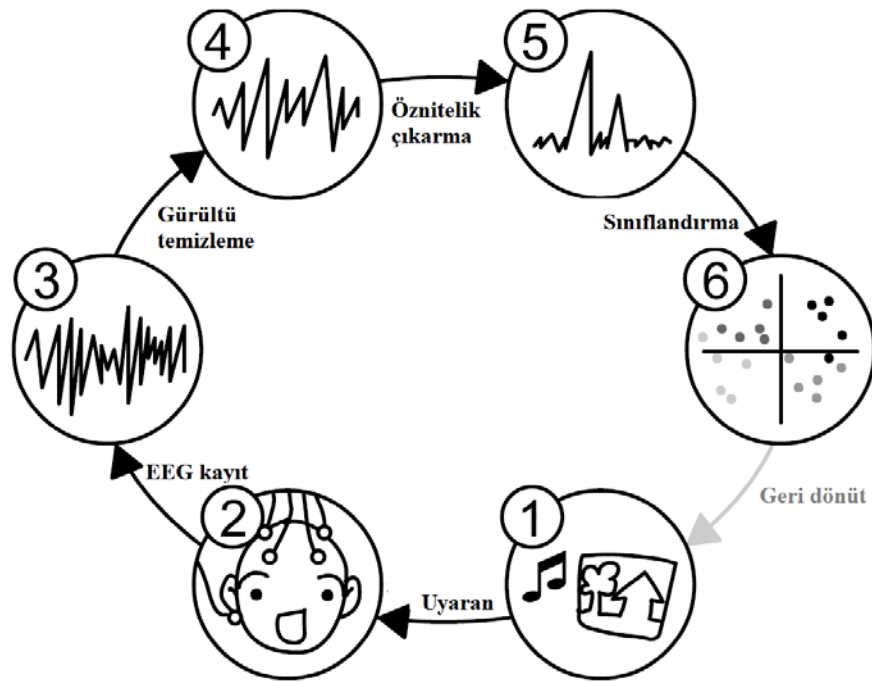 4
5
Öznitelik
çıkarma
Gürültü
temizleme
Sınıflandırma
3
6
EEG kayıt
Geri dönüt
2
1
Uyaran